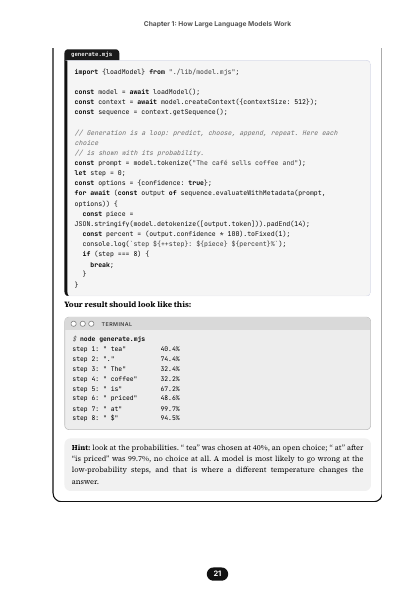 Chapter 1: How Large Language Models Work
generate.mjs
import {loadModel} from "./lib/model.mjs";
const model = await loadModel();
const context = await model.createContext({contextSize: 512});
const sequence = context.getSequence();
// Generation is a loop: predict, choose, append, repeat. Here each
choice
// is shown with its probability.
const prompt = model.tokenize("The café sells coffee and");
let step = 0;
const options = {confidence: true};
for await (const output of sequence.evaluateWithMetadata(prompt,
options)) {
  const piece =
JSON.stringify(model.detokenize([output.token])).padEnd(14);
  const percent = (output.confidence * 100).toFixed(1);
  console.log(`step ${++step}: ${piece} ${percent}%`);
  if (step === 8) {
    break;
  }
}
Your result should look like this:
TERMINAL
$ node generate.mjs
step 1: " tea"         40.4%
step 2: "."            74.4%
step 3: " The"         32.4%
step 4: " coffee"      32.2%
step 5: " is"          67.2%
step 6: " priced"      48.6%
step 7: " at"          99.7%
step 8: " $"           94.5%
Hint: look at the probabilities. “ tea” was chosen at 40%, an open choice; “ at” after
“is priced” was 99.7%, no choice at all. A model is most likely to go wrong at the
low-probability steps, and that is where a different temperature changes the
answer.
21